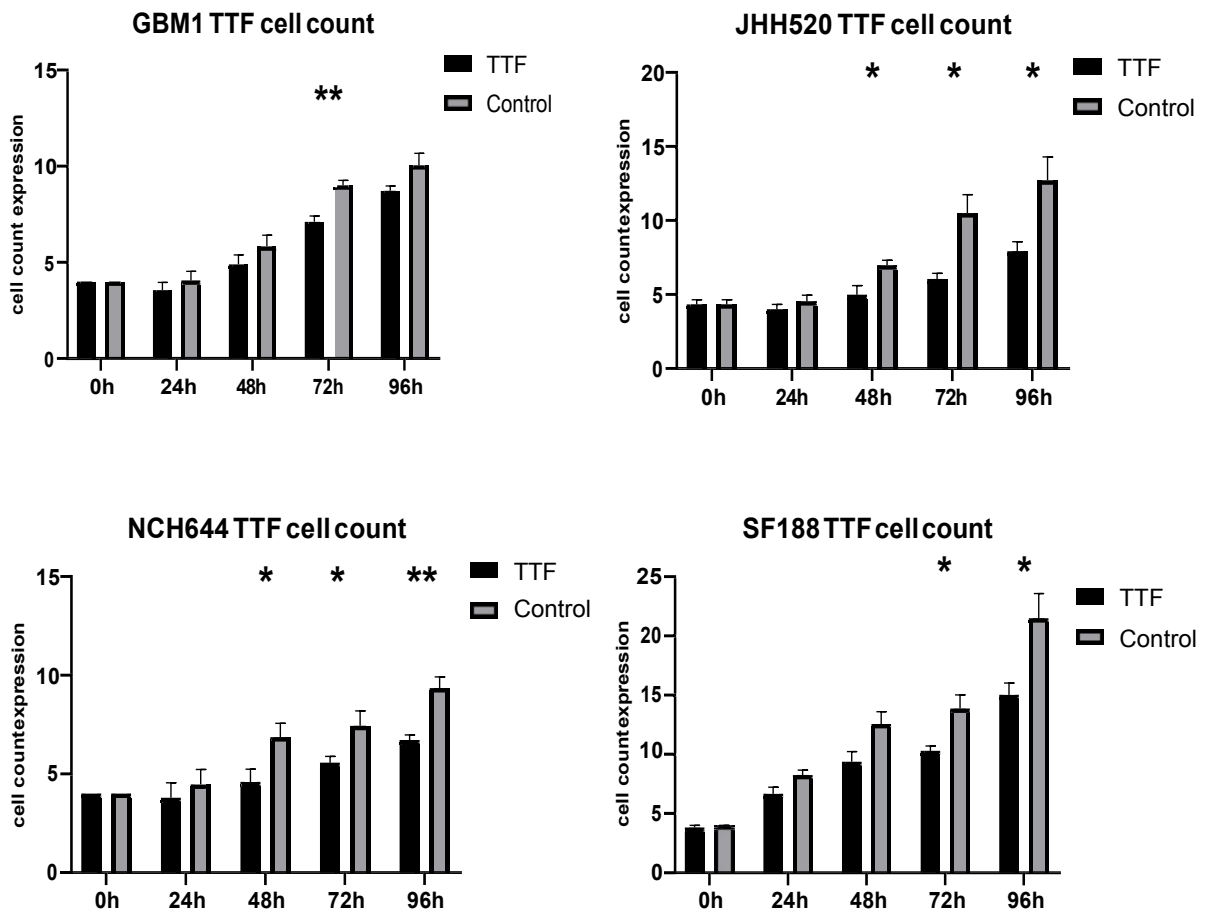 GBM1 TTF cell count
TTF
Control
**
cell count expression
15
10
5
0
0h 24h 48h 72h 96h
JHH520 TTF cell count
TTF
Control
* * *
cell countexpression
20
15
10
5
0
0h 24h 48h 72h 96h
NCH644 TTF cell count
TTF
Control
* * **
cell countexpression
15
10
5
0
0h 24h 48h 72h 96h
SF188 TTF cell count
TTF
Control
* *
cell countexpression
25
20
15
10
5
0
0h 24h 48h 72h 96h